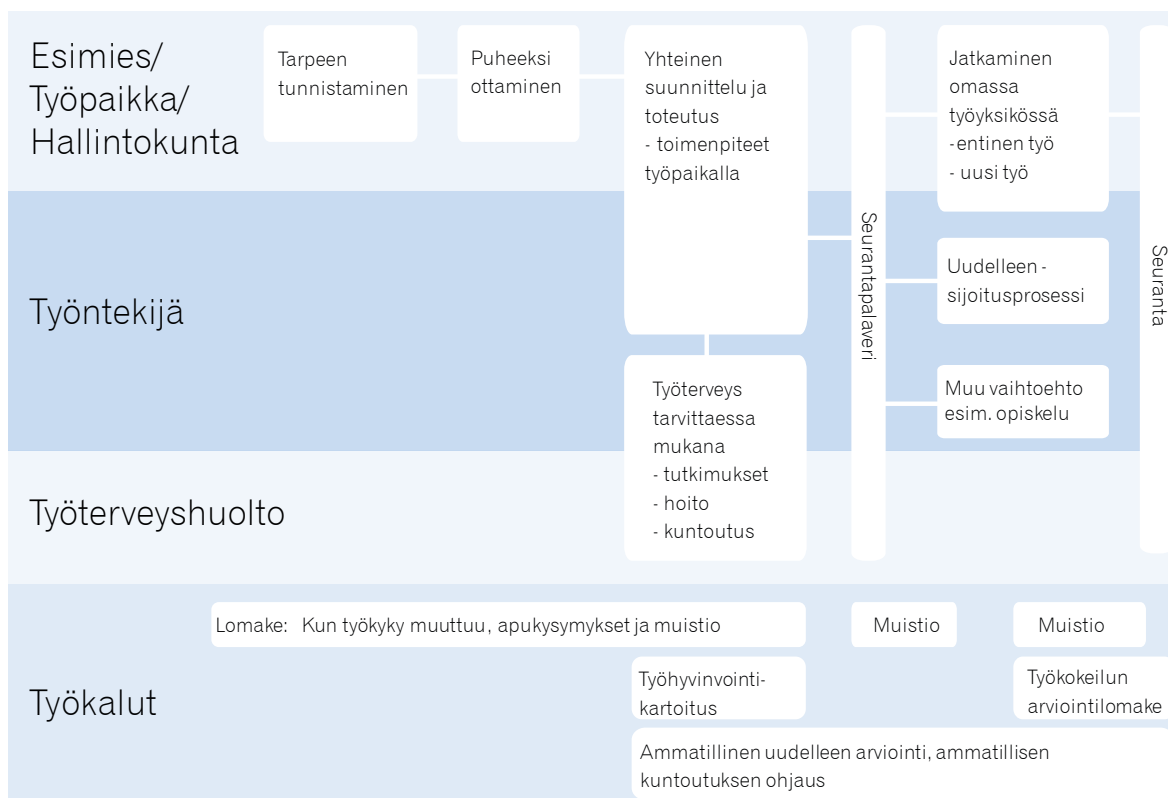 Esimies/
Työpaikka/
Hallintokunta
Tarpeen
tunnistaminen
Puheeksi
ottaminen
Yhteinen
suunnittelu ja
toteutus
- toimenpiteet
työpaikalla
Jatkaminen
omassa
työyksikössä
-entinen työ
- uusi työ
Työntekijä
Seurantapalaveri
Uudelleen -
sijoitusprosessi
Seuranta
Työterveys
tarvittaessa
mukana
- tutkimukset
- hoito
- kuntoutus
Muu vaihtoehto
esim. opiskelu
Työterveyshuolto
Työkalut
Lomake: Kun työkyky muuttuu, apukysymykset ja muistio
Muistio
Muistio
Työhyvinvointi-
kartoitus
Työkokeilun
arviointilomake
Ammatillinen uudelleen arviointi, ammatillisen
kuntoutuksen ohjaus